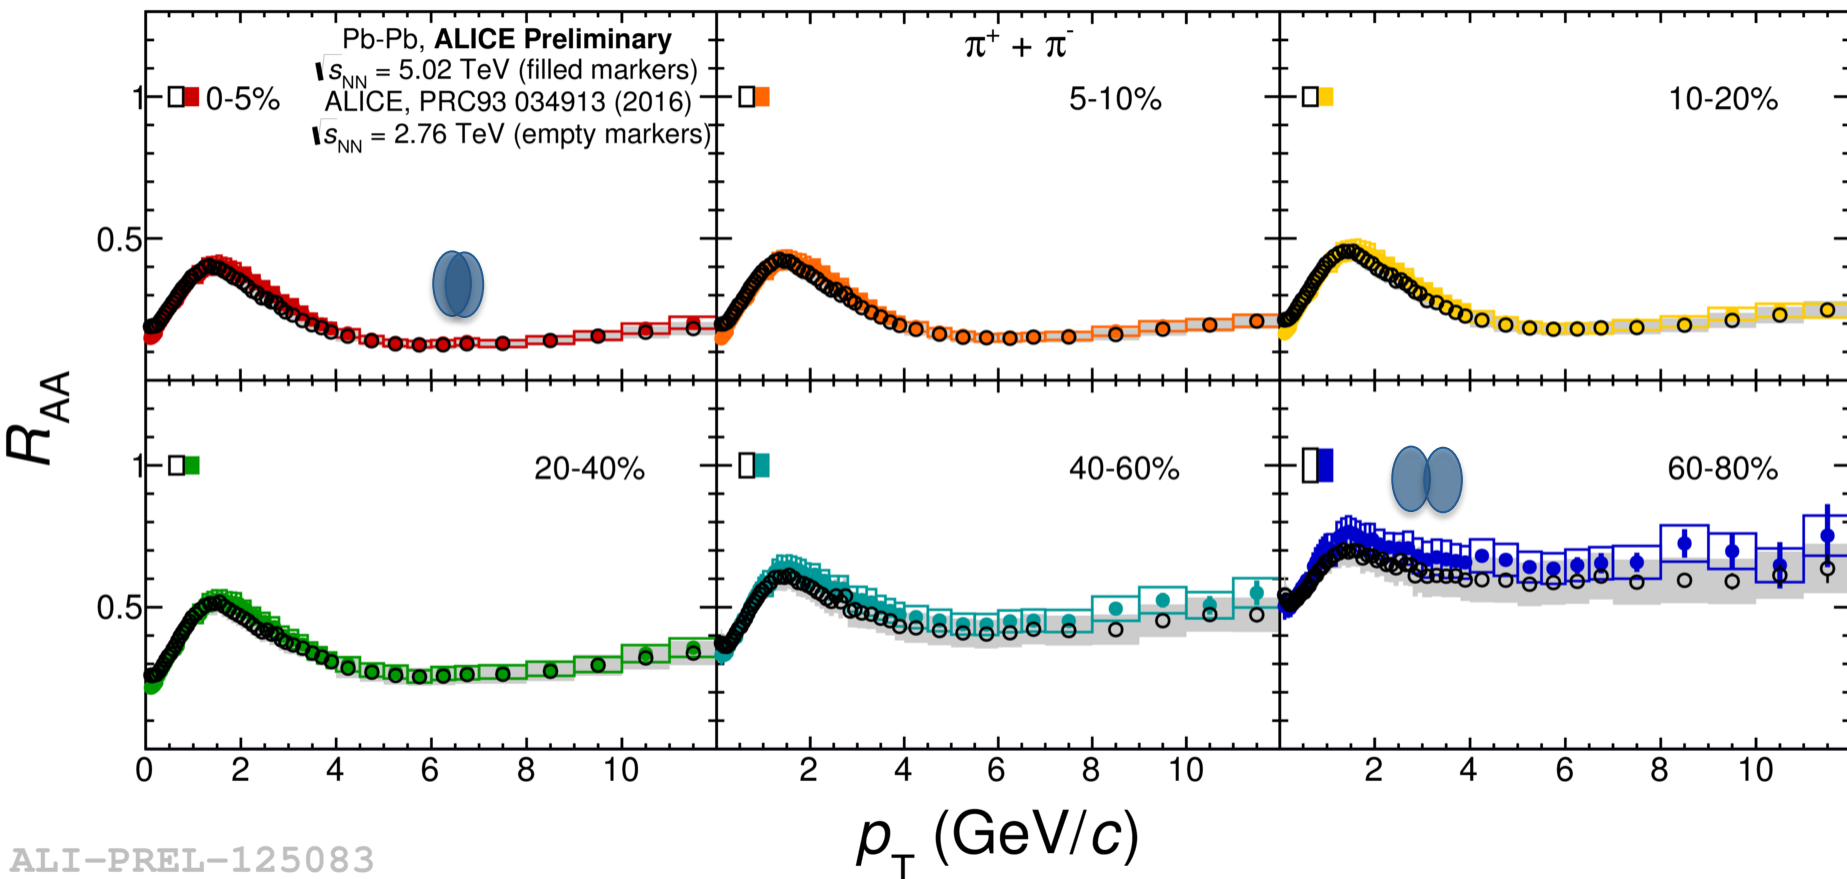 Pb-Pb, ALICE Preliminary
√sNN = 5.02 TeV (filled markers)
ALICE, PRC93 034913 (2016)
√sNN = 2.76 TeV (empty markers)
π+ + π-
1
0-5%
5-10%
10-20%
0.5
RAA
1
20-40%
40-60%
60-80%
0.5
0 2 4 6 8 10 2 4 6 8 10 2 4 6 8 10
pT (GeV/c)
ALI-PREL-125083